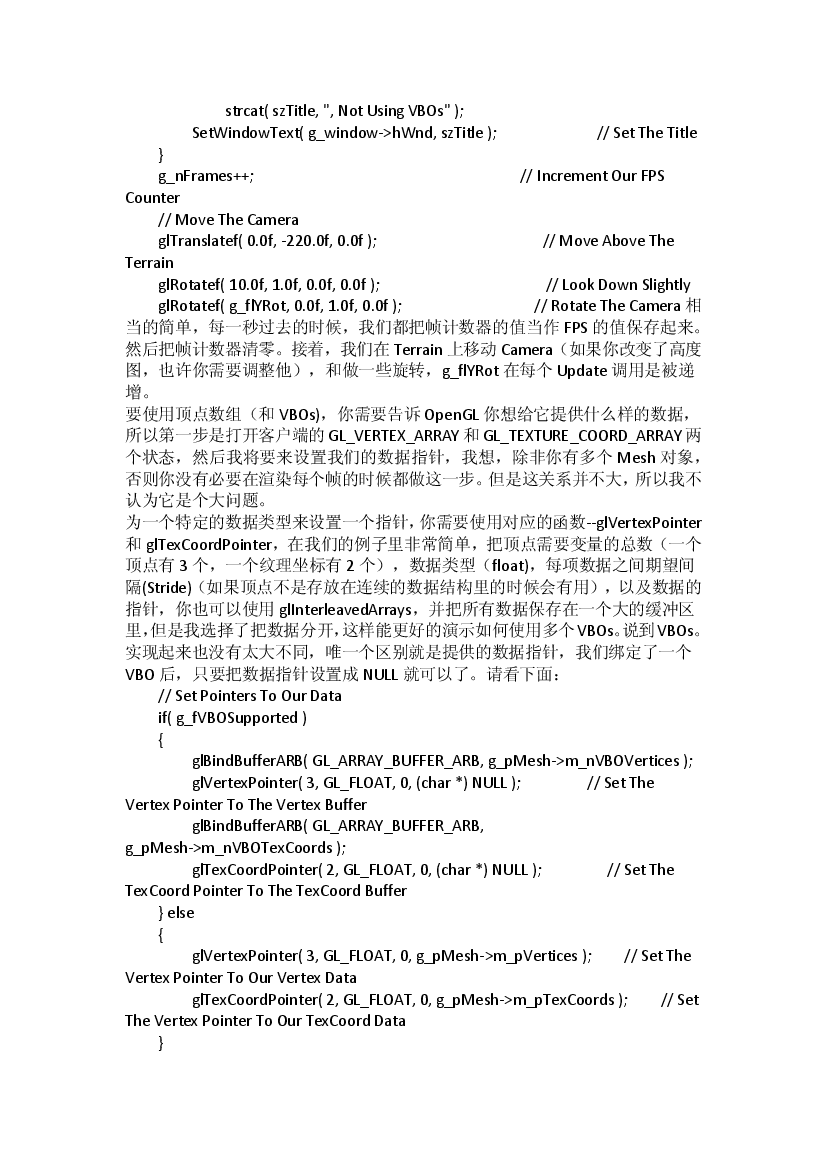 strcat( szTitle, ", Not Using VBOs" );
SetWindowText( g_window->hWnd, szTitle ); // Set The Title
}
g_nFrames++; // Increment Our FPS
Counter
// Move The Camera
glTranslatef( 0.0f, -220.0f, 0.0f ); // Move Above The
Terrain
glRotatef( 10.0f, 1.0f, 0.0f, 0.0f ); // Look Down Slightly
glRotatef( g_flYRot, 0.0f, 1.0f, 0.0f ); // Rotate The Camera 相
当的简单，每一秒过去的时候，我们都把帧计数器的值当作 FPS 的值保存起来。
然后把帧计数器清零。接着，我们在 Terrain 上移动 Camera（如果你改变了高度
图，也许你需要调整他），和做一些旋转，g_flYRot 在每个 Update 调用是被递
增。
要使用顶点数组（和 VBOs)，你需要告诉 OpenGL 你想给它提供什么样的数据，
所以第一步是打开客户端的 GL_VERTEX_ARRAY 和 GL_TEXTURE_COORD_ARRAY 两
个状态，然后我将要来设置我们的数据指针，我想，除非你有多个 Mesh 对象，
否则你没有必要在渲染每个帧的时候都做这一步。但是这关系并不大，所以我不
认为它是个大问题。
为一个特定的数据类型来设置一个指针，你需要使用对应的函数--glVertexPointer
和 glTexCoordPointer，在我们的例子里非常简单，把顶点需要变量的总数（一个
顶点有 3 个，一个纹理坐标有 2 个），数据类型（float)，每项数据之间期望间
隔(Stride)（如果顶点不是存放在连续的数据结构里的时候会有用），以及数据的
指针，你也可以使用 glInterleavedArrays，并把所有数据保存在一个大的缓冲区
里，但是我选择了把数据分开，这样能更好的演示如何使用多个 VBOs。说到 VBOs。
实现起来也没有太大不同，唯一个区别就是提供的数据指针，我们绑定了一个
VBO 后，只要把数据指针设置成 NULL 就可以了。请看下面：
// Set Pointers To Our Data
if( g_fVBOSupported )
{
glBindBufferARB( GL_ARRAY_BUFFER_ARB, g_pMesh->m_nVBOVertices );
glVertexPointer( 3, GL_FLOAT, 0, (char *) NULL ); // Set The
Vertex Pointer To The Vertex Buffer
glBindBufferARB( GL_ARRAY_BUFFER_ARB,
g_pMesh->m_nVBOTexCoords );
glTexCoordPointer( 2, GL_FLOAT, 0, (char *) NULL ); // Set The
TexCoord Pointer To The TexCoord Buffer
} else
{
glVertexPointer( 3, GL_FLOAT, 0, g_pMesh->m_pVertices ); // Set The
Vertex Pointer To Our Vertex Data
glTexCoordPointer( 2, GL_FLOAT, 0, g_pMesh->m_pTexCoords ); // Set
The Vertex Pointer To Our TexCoord Data
}